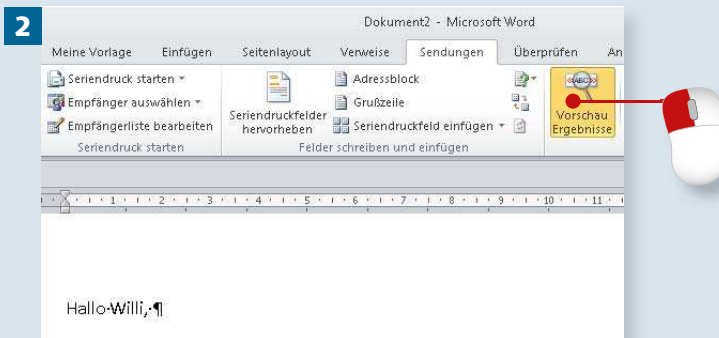 2
Dokument2 - Microsoft Word
Meine Vorlage Einfügen Seitenlayout Verweise Sendungen Überprüfen An
Seriendruck starten
Empfänger auswählen
Empfängerliste bearbeiten
Seriendruck starten
Seriendruckfelder
hervorheben
Adressblock
Grußzeile
Seriendruckfeld einfügen
Felder schreiben und einfügen
ABC
Vorschau
Ergebnisse
1 · 2 · 3 · 4 · 5 · 6 · 7 · 8 · 9 · 10 · 11
Hallo·Willi,·¶